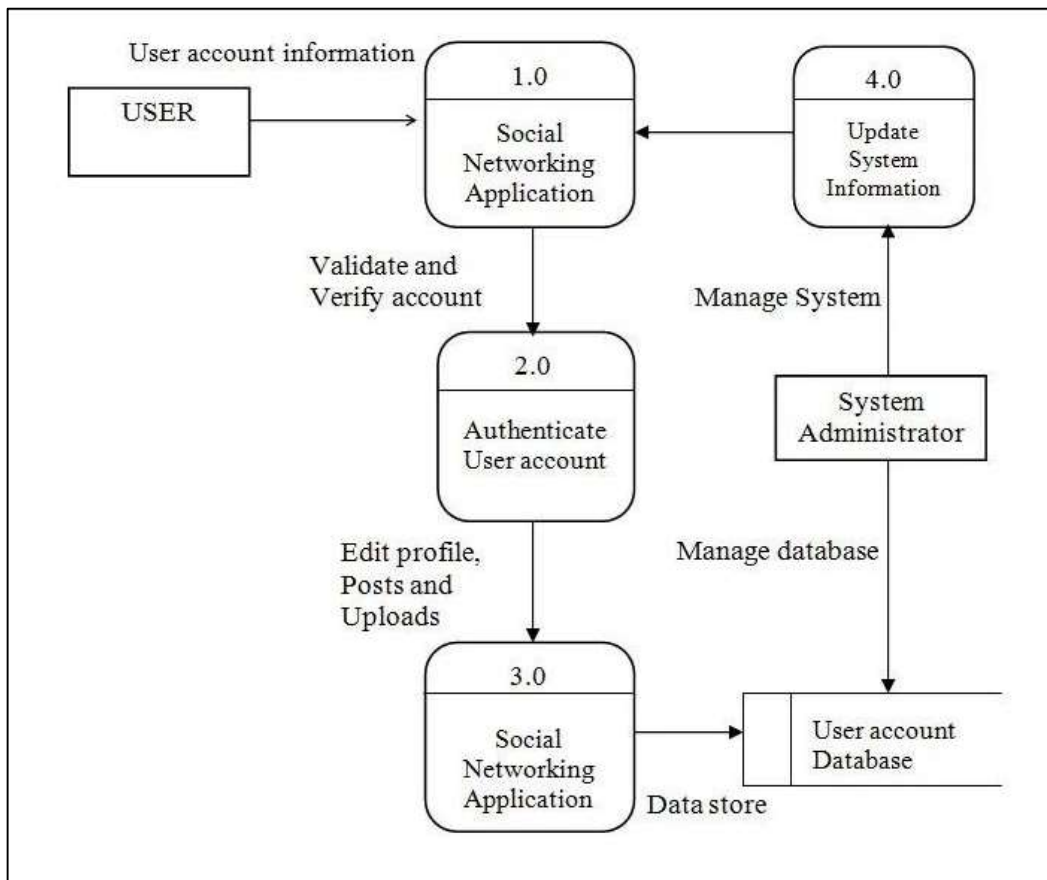 User account information
USER
1.0
Social
Networking
Application
4.0
Update
System
Information
Validate and
Verify account
Manage System
2.0
Authenticate
User account
System
Administrator
Edit profile,
Posts and
Uploads
Manage database
3.0
Social
Networking
Application
User account
Database
Data store